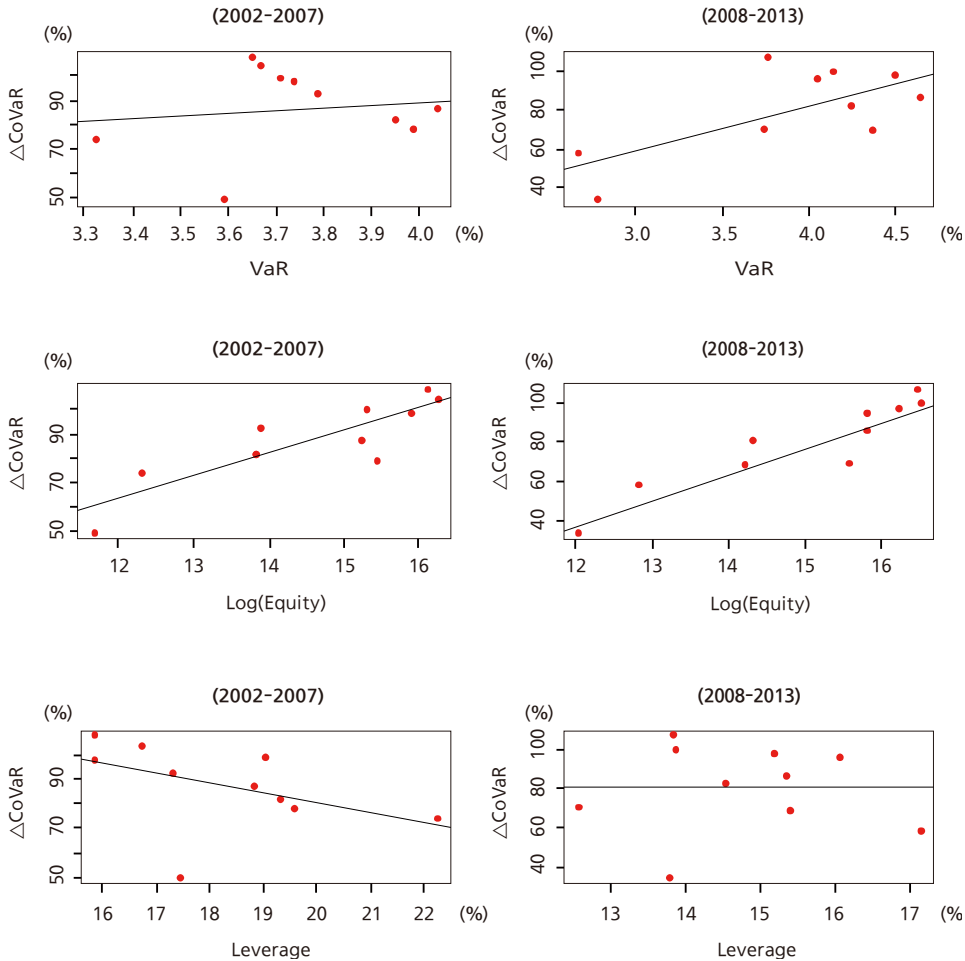 (2002-2007)
(%)
△CoVaR
90
70
50
3.3 3.4 3.5 3.6 3.7 3.8 3.9 4.0 (%)
VaR
(2008-2013)
(%)
△CoVaR
100
80
60
40
3.0 3.5 4.0 4.5 (%)
VaR
(2002-2007)
(%)
△CoVaR
90
70
50
12 13 14 15 16
Log(Equity)
(2008-2013)
(%)
△CoVaR
100
80
60
40
12 13 14 15 16
Log(Equity)
(2002-2007)
(%)
△CoVaR
90
70
50
16 17 18 19 20 21 22 (%)
Leverage
(2008-2013)
(%)
△CoVaR
100
80
60
40
13 14 15 16 17 (%
Leverage